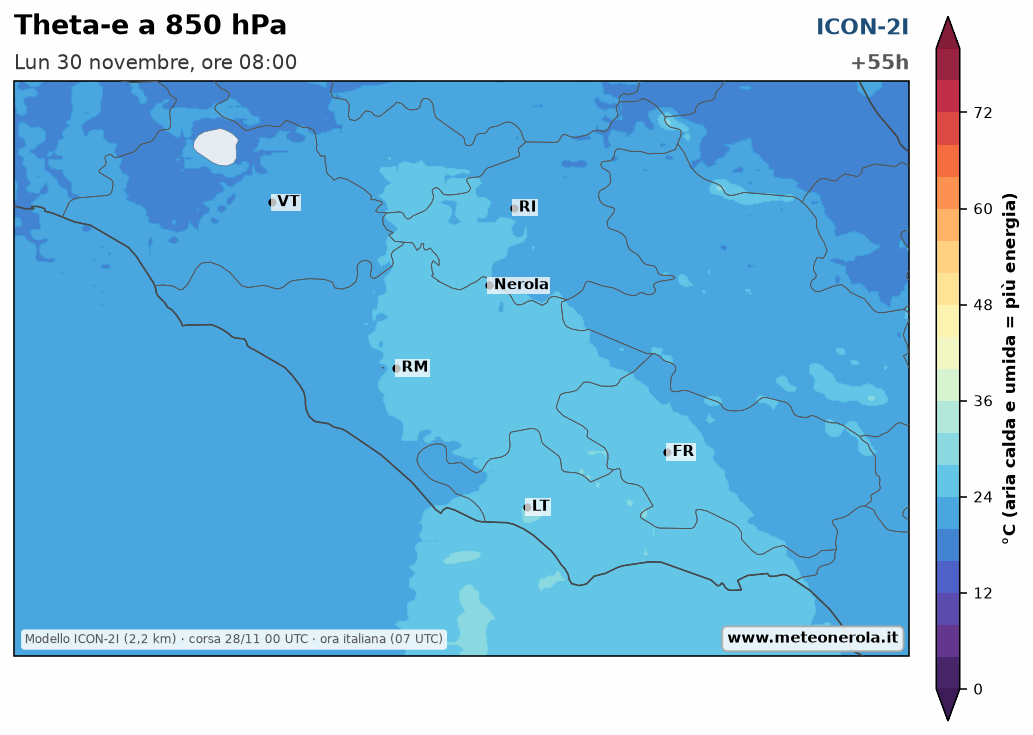 Theta-e a 850 hPa
ICON-2I
Lun 30 novembre, ore 08:00
+55h
VT
RI
Nerola
RM
FR
LT
Modello ICON-2I (2,2 km) · corsa 28/11 00 UTC · ora italiana (07 UTC)
www.meteonerola.it
72
60
48
36
24
12
0
°C (aria calda e umida = più energia)